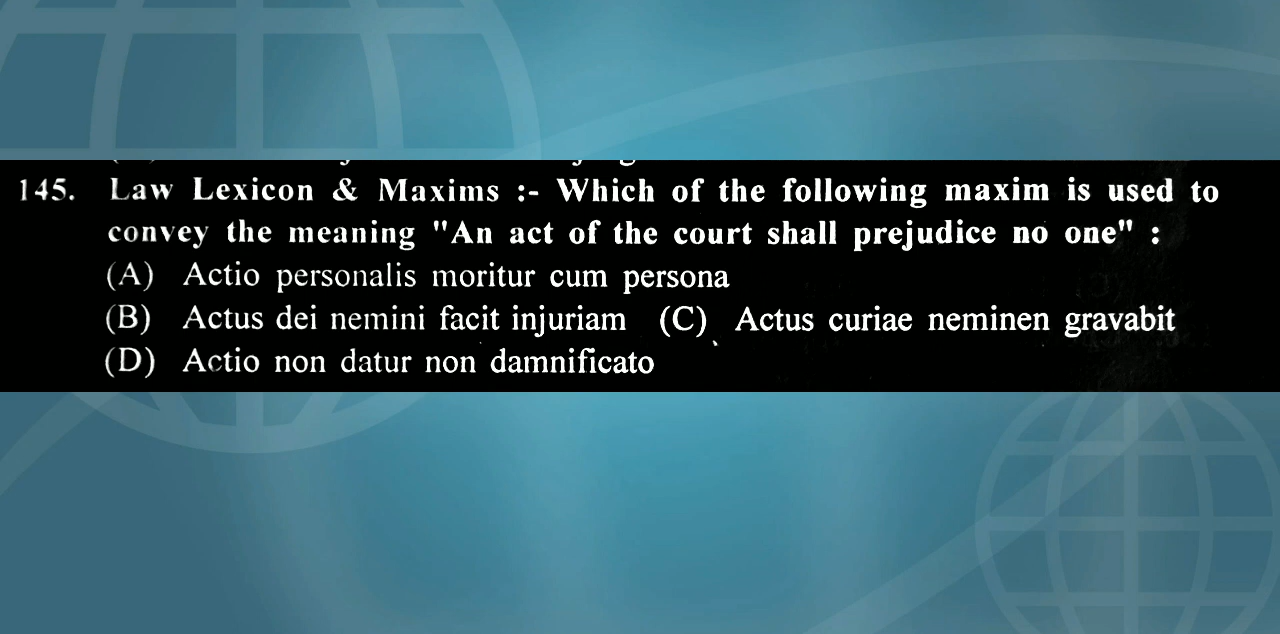 145. Law Lexicon & Maxims :- Which of the following maxim is used to
convey the meaning "An act of the court shall prejudice no one" :
(A) Actio personalis moritur cum persona
(B) Actus dei nemini facit injuriam (C) Actus curiae neminen gravabit
(D) Actio non datur non damnificato